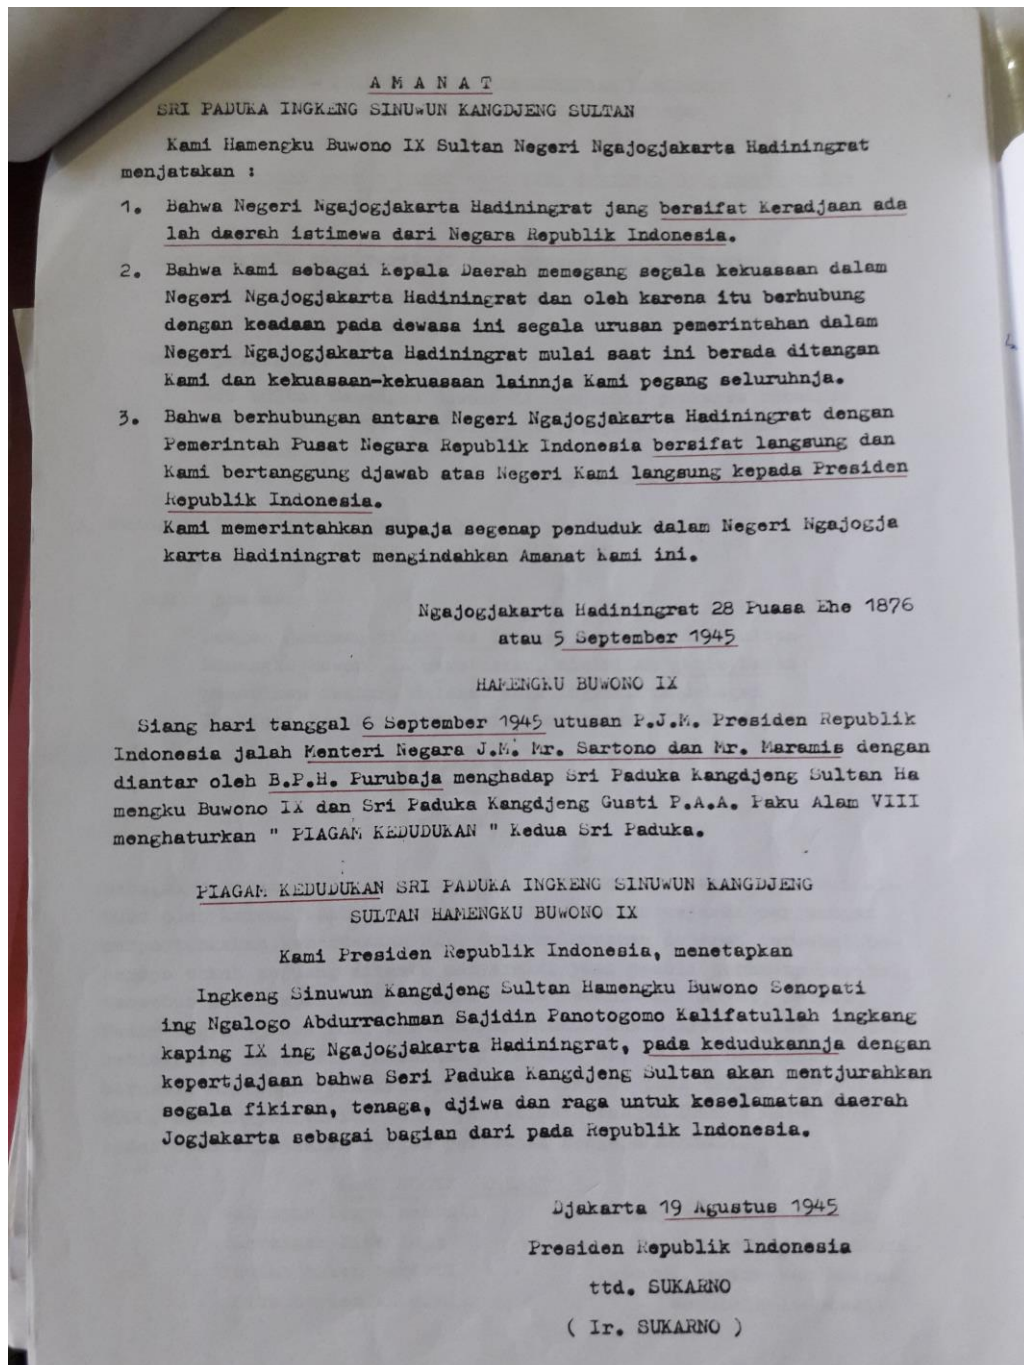 A M A N A T
SRI PADUKA INGKENG SINUWUN KANGDJENG SULTAN
Kami Hamengku Buwono IX Sultan Negeri Ngajogjakarta Hadiningrat
menjatakan :
1. Bahwa Negeri Ngajogjakarta Hadiningrat jang bersifat Keradjaan ada
lah daerah istimewa dari Negara Republik Indonesia.
2. Bahwa Kami sebagai Kepala Daerah memegang segala kekuasaan dalam
Negeri Ngajogjakarta Hadiningrat dan oleh karena itu berhubung
dengan keadaan pada dewasa ini segala urusan pemerintahan dalam
Negeri Ngajogjakarta Hadiningrat mulai saat ini berada ditangan
Kami dan kekuasaan-kekuasaan lainnja Kami pegang seluruhnja.
3. Bahwa berhubungan antara Negeri Ngajogjakarta Hadiningrat dengan
Pemerintah Pusat Negara Republik Indonesia bersifat langsung dan
Kami bertanggung djawab atas Negeri Kami langsung kepada Presiden
Republik Indonesia.
Kami memerintahkan supaja segenap penduduk dalam Negeri Ngajogja
karta Hadiningrat mengindahkan Amanat Kami ini.
Ngajogjakarta Hadiningrat 28 Puasa Ehe 1876
atau 5 September 1945
HAMENGKU BUWONO IX
Siang hari tanggal 6 September 1945 utusan P.J.M. Presiden Republik
Indonesia jalah Menteri Negara J.M. Mr. Sartono dan Mr. Maramis dengan
diantar oleh B.P.H. Purubaja menghadap Sri Paduka Kangdjeng Sultan Ha
mengku Buwono IX dan Sri Paduka Kangdjeng Gusti P.A.A. Paku Alam VIII
menghaturkan " PIAGAM KEDUDUKAN " Kedua Sri Paduka.
PIAGAM KEDUDUKAN SRI PADUKA INGKENG SINUWUN KANGDJENG
SULTAN HAMENGKU BUWONO IX
Kami Presiden Republik Indonesia, menetapkan
Ingkeng Sinuwun Kangdjeng Sultan Hamengku Buwono Senopati
ing Ngalogo Abdurrachman Sajidin Panotogomo Kalifatullah ingkang
kaping IX ing Ngajogjakarta Hadiningrat, pada kedudukannja dengan
kepertjajaan bahwa Seri Paduka Kangdjeng Sultan akan mentjurahkan
segala fikiran, tenaga, djiwa dan raga untuk keselamatan daerah
Jogjakarta sebagai bagian dari pada Republik Indonesia.
Djakarta 19 Agustus 1945
Presiden Republik Indonesia
ttd. SUKARNO
( Ir. SUKARNO )